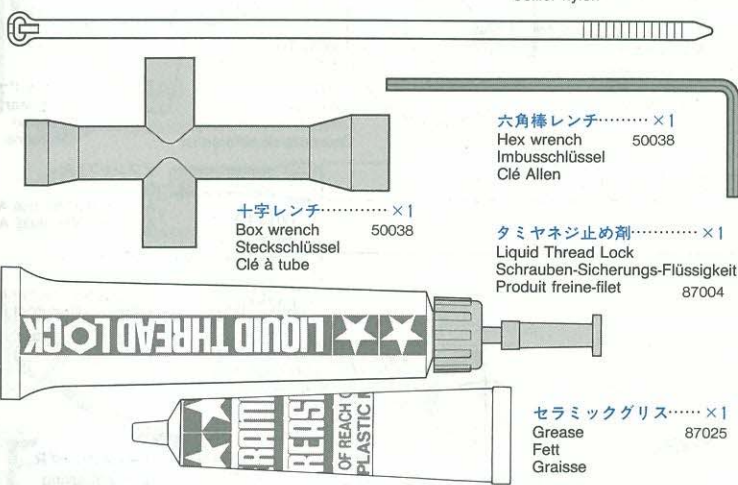 六角棒レンチ………×1
Hex wrench 50038
Imbusschlüssel
Clé Allen
十字レンチ…………×1
Box wrench 50038
Steckschlüssel
Clé à tube
タミヤネジ止め剤…………×1
Liquid Thread Lock
Schrauben-Sicherungs-Flüssigkeit
Produit freine-filet 87004
LIQUID THREAD LOCK
OF REACH
PLASTIC
セラミックグリス……×1
Grease 87025
Fett
Graisse